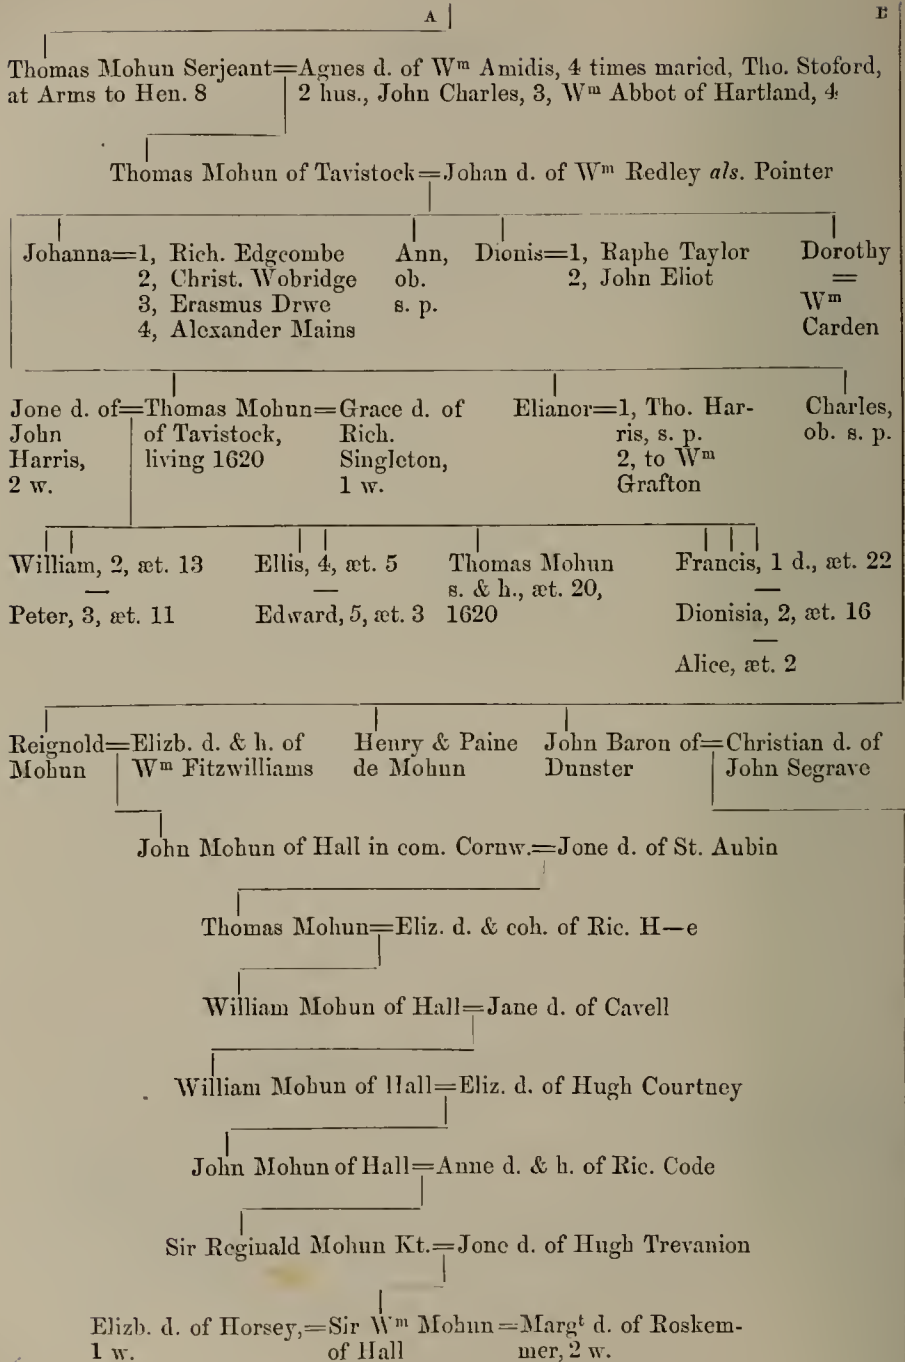 A B
Thomas Mohun Serjeant=Agnes d. of Wm Amidis, 4 times maried, Tho. Stoford,
at Arms to Hen. 8 2 hus., John Charles, 3, Wm Abbot of Hartland, 4
Thomas Mohun of Tavistock=Johan d. of Wm Redley als. Pointer
Johanna=1, Rich. Edgcombe Ann, Dionis=1, Raphe Taylor Dorothy
2, Christ. Wobridge ob. 2, John Eliot =
3, Erasmus Drwe s. p. Wm
4, Alexander Mains Carden
Jone d. of=Thomas Mohun=Grace d. of Elianor=1, Tho. Har- Charles,
John of Tavistock, Rich. ris, s. p. ob. s. p.
Harris, living 1620 Singleton, 2, to Wm
2 w. 1 w. Grafton
William, 2, æt. 13 Ellis, 4, æt. 5 Thomas Mohun Francis, 1 d., æt. 22
— — s. & h., æt. 20, —
Peter, 3, æt. 11 Edward, 5, æt. 3 1620 Dionisia, 2, æt. 16
—
Alice, æt. 2
Reignold=Elizb. d. & h. of Henry & Paine John Baron of=Christian d. of
Mohun Wm Fitzwilliams de Mohun Dunster John Segrave
John Mohun of Hall in com. Cornw.=Jone d. of St. Aubin
Thomas Mohun=Eliz. d. & coh. of Ric. H—e
William Mohun of Hall=Jane d. of Cavell
William Mohun of Hall=Eliz. d. of Hugh Courtney
John Mohun of Hall=Anne d. & h. of Ric. Code
Sir Reginald Mohun Kt.=Jone d. of Hugh Trevanion
Elizb. d. of Horsey,=Sir Wm Mohun=Margt d. of Roskem-
1 w. of Hall mer, 2 w.